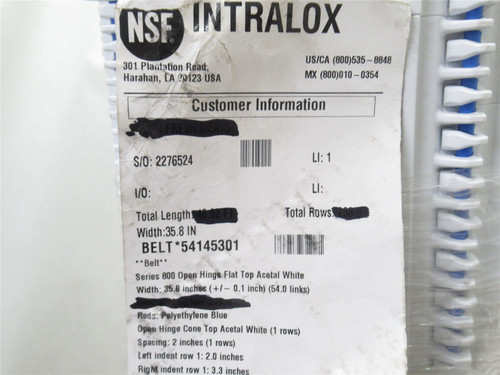 NSF. INTRALOX
301 Plantation Road, US/CA (800)535-8848
Harahan, LA 70123 USA MX (800)010-0354
Customer Information
S/O: 2276524 LI: 1
I/O: LI:
Total Length: Total Rows:
Width:35.8 IN
BELT*54145301
**Belt**
Series 800 Open Hinge Flat Top Acetal White
Width: 35.8 inches (+/- 0.1 inch) (54.0 links)
Rods: Polyethylene Blue
Open Hinge Cone Top Acetal White (1 rows)
Spacing: 2 inches (1 rows)
Left indent row 1: 2.0 inches
Right indent row 1: 3.3 inches